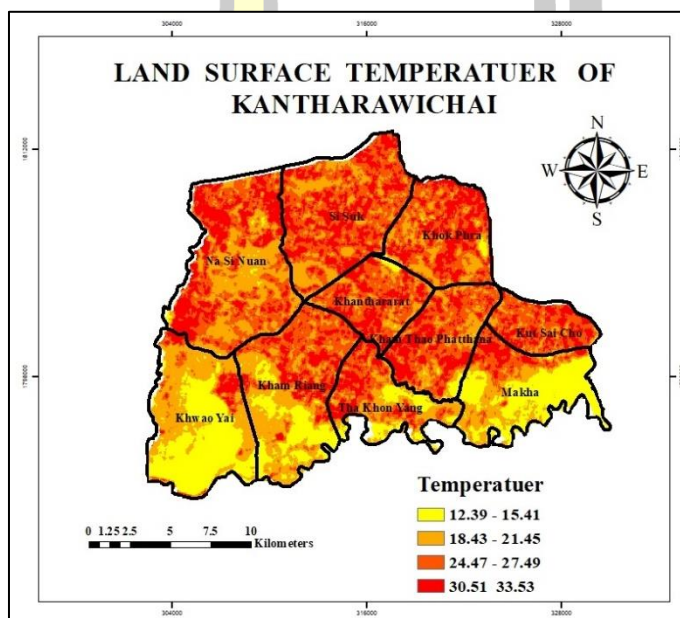 304000 316000 328000
LAND SURFACE TEMPERATUER OF
KANTHARAWICHAI
1812000
N
W E
S
Si Suk
Khok Phra
Na Si Nuan
Khanthararat
Kham Thao Phatthana
Kut Sai Cho
1798000
Kham Riang
Makha
Khwao Yai
Tha Khon Yang
Temperatuer
12.39 - 15.41
18.43 - 21.45
24.47 - 27.49
30.51 33.53
0 1.25 2.5 5 7.5 10
Kilometers
304000 316000 328000